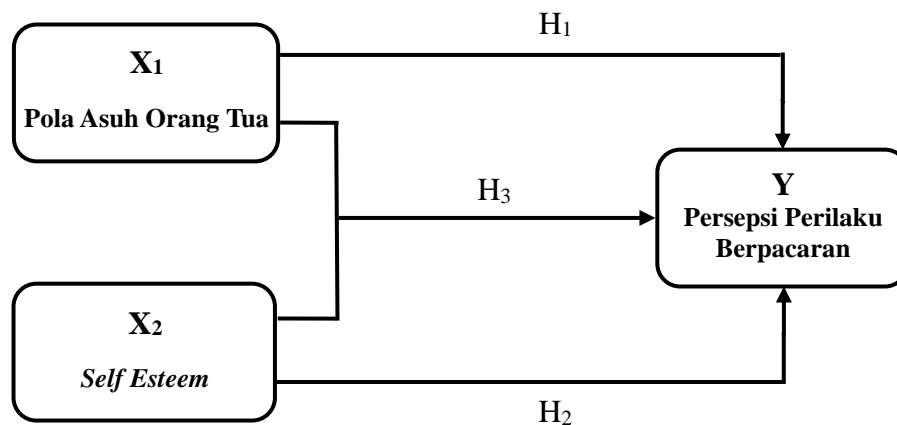 H₁
X₁
Pola Asuh Orang Tua
H₃
Y
Persepsi Perilaku
Berpacaran
X₂
Self Esteem
H₂